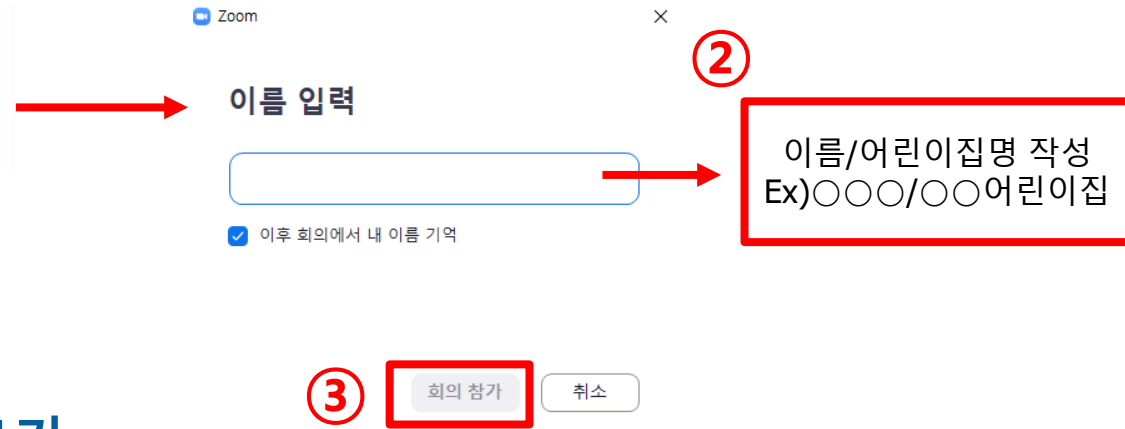 Zoom
②
이름 입력
이름/어린이집명 작성
Ex)○○○/○○어린이집
이후 회의에서 내 이름 기억
③
회의 참가
취소